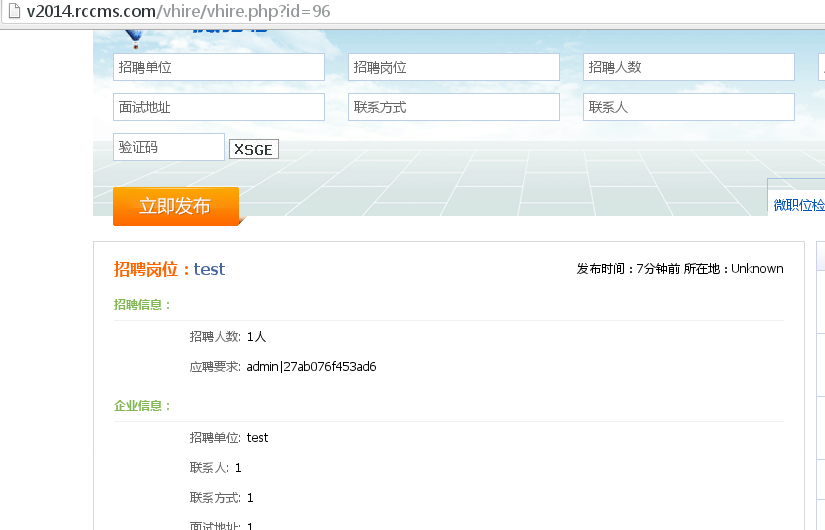 v2014.rccms.com/vhire/vhire.php?id=96
招聘单位 招聘岗位 招聘人数
面试地址 联系方式 联系人
验证码 XSGE
立即发布
微职位检
招聘岗位：test 发布时间：7分钟前 所在地：Unknown
招聘信息：
招聘人数: 1人
应聘要求: admin|27ab076f453ad6
企业信息：
招聘单位: test
联系人: 1
联系方式: 1
面试地址: 1